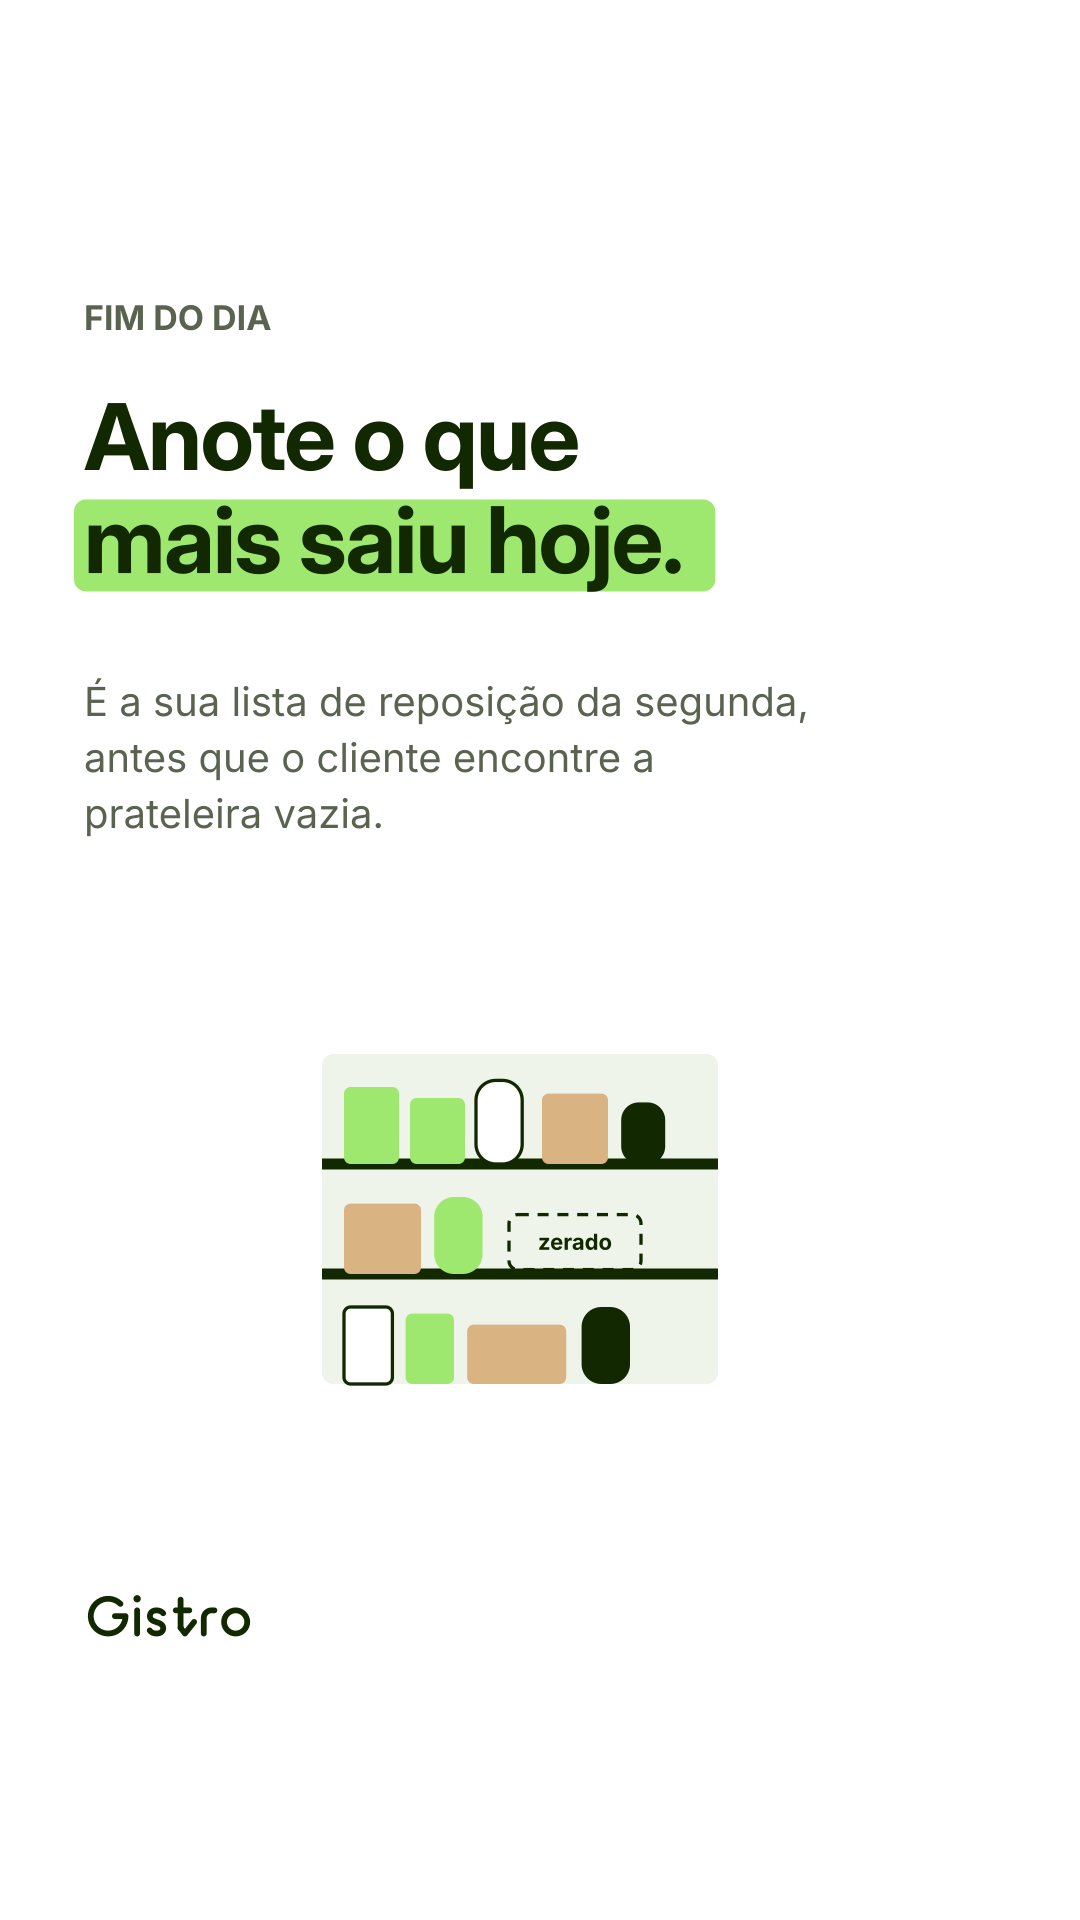 FIM DO DIA
Anote o que
mais saiu hoje.
É a sua lista de reposição da segunda,
antes que o cliente encontre a
prateleira vazia.
zerado
Gistro